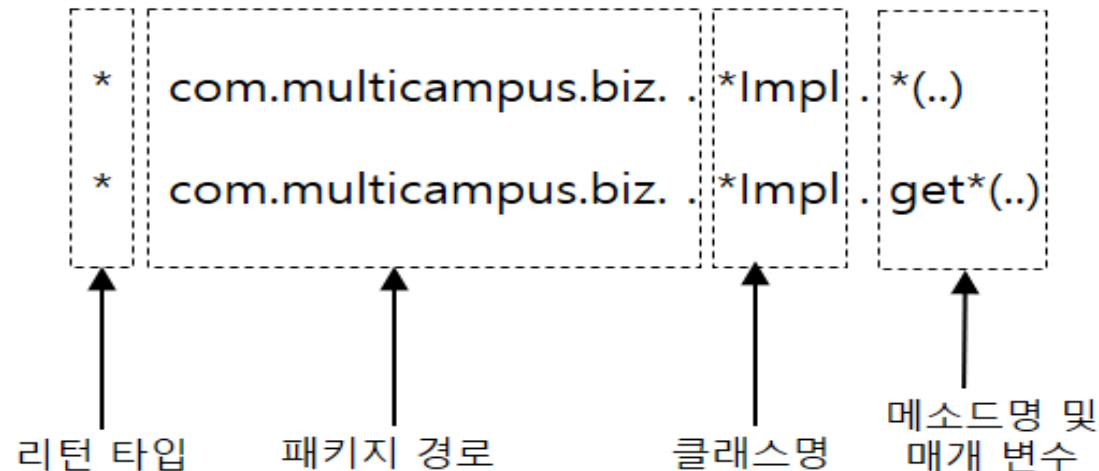 * com.multicampus.biz. . *Impl . *(..)
* com.multicampus.biz. . *Impl . get*(..)
리턴 타입 패키지 경로 클래스명 메소드명 및 매개 변수